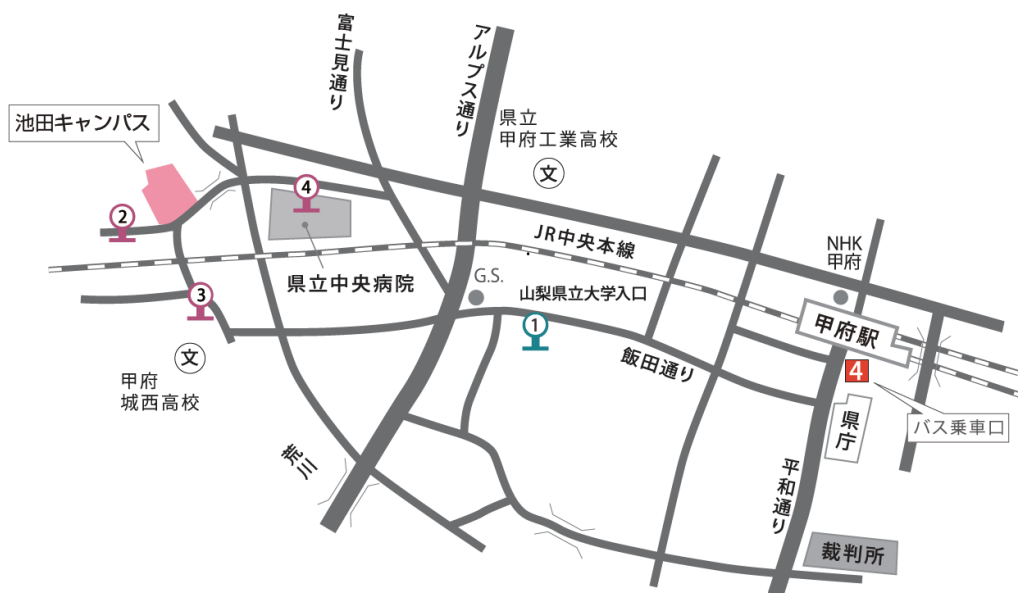 富士見通り
アルプス通り
池田キャンパス
県立
甲府工業高校
文
4
2
JR中央本線
NHK
甲府
県立中央病院
G.S.
山梨県立大学入口
3
1
甲府駅
文
飯田通り
4
甲府
城西高校
県庁
バス乗車口
荒川
平和通り
裁判所